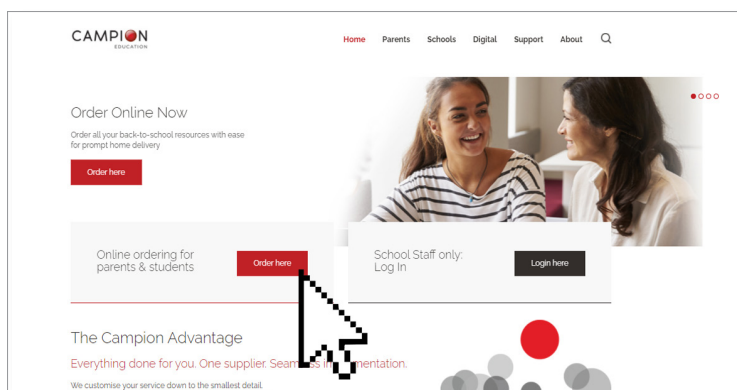 CAMPION
EDUCATION
Home Parents Schools Digital Support About
Order Online Now
Order all your back-to-school resources with ease
for prompt home delivery
Order here
Online ordering for
parents & students
Order here
School Staff only:
Log In
Login here
The Campion Advantage
Everything done for you. One supplier.
We customise your service down to the smallest detail.